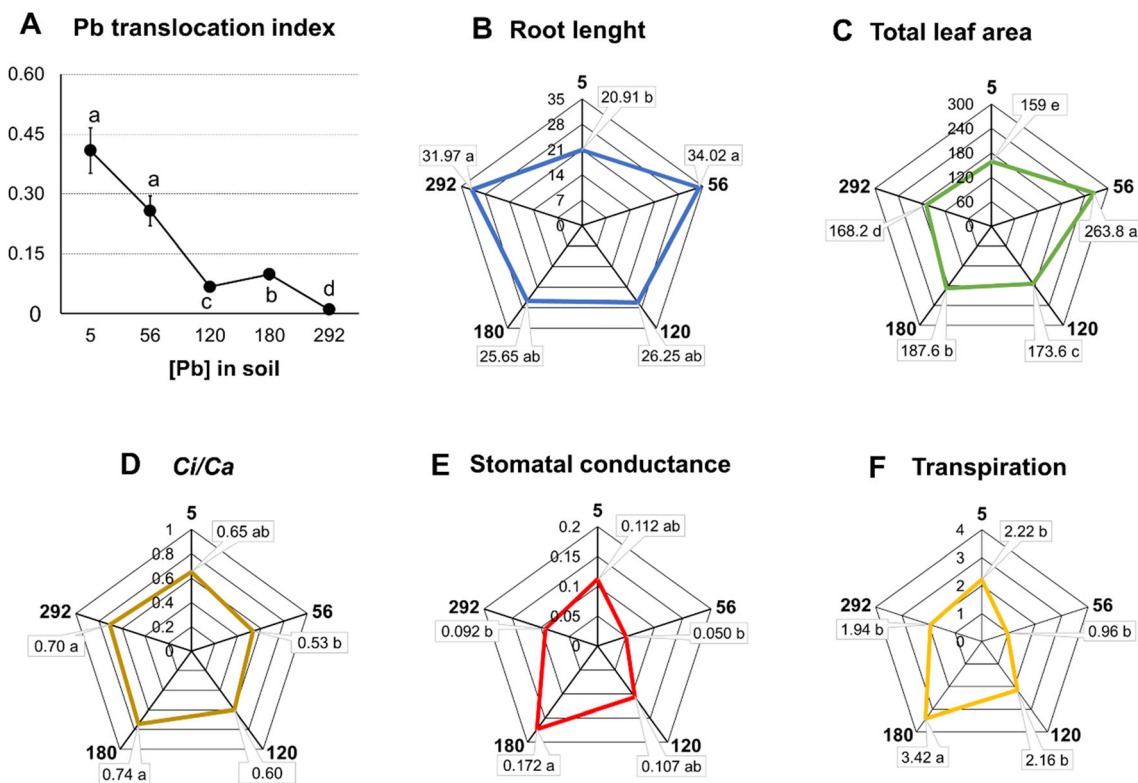 A Pb translocation index
0.60
0.45
0.30
0.15
0
a
a
c
b
d
5 56 120 180 292
[Pb] in soil
B Root lenght
5
35
28
21
14
7
0
20.91 b
34.02 a
56
26.25 ab
120
25.65 ab
180
31.97 a
292
C Total leaf area
5
300
240
180
120
60
0
159 e
56
263.8 a
120
173.6 c
180
187.6 b
292
168.2 d
D Ci/Ca
5
1
0.8
0.6
0.4
0.2
0
0.65 ab
56
0.53 b
120
0.60
180
0.74 a
292
0.70 a
E Stomatal conductance
5
0.2
0.15
0.1
0.05
0
0.112 ab
56
0.050 b
120
0.107 ab
180
0.172 a
292
0.092 b
F Transpiration
5
4
3
2
1
0
2.22 b
56
0.96 b
120
2.16 b
180
3.42 a
292
1.94 b